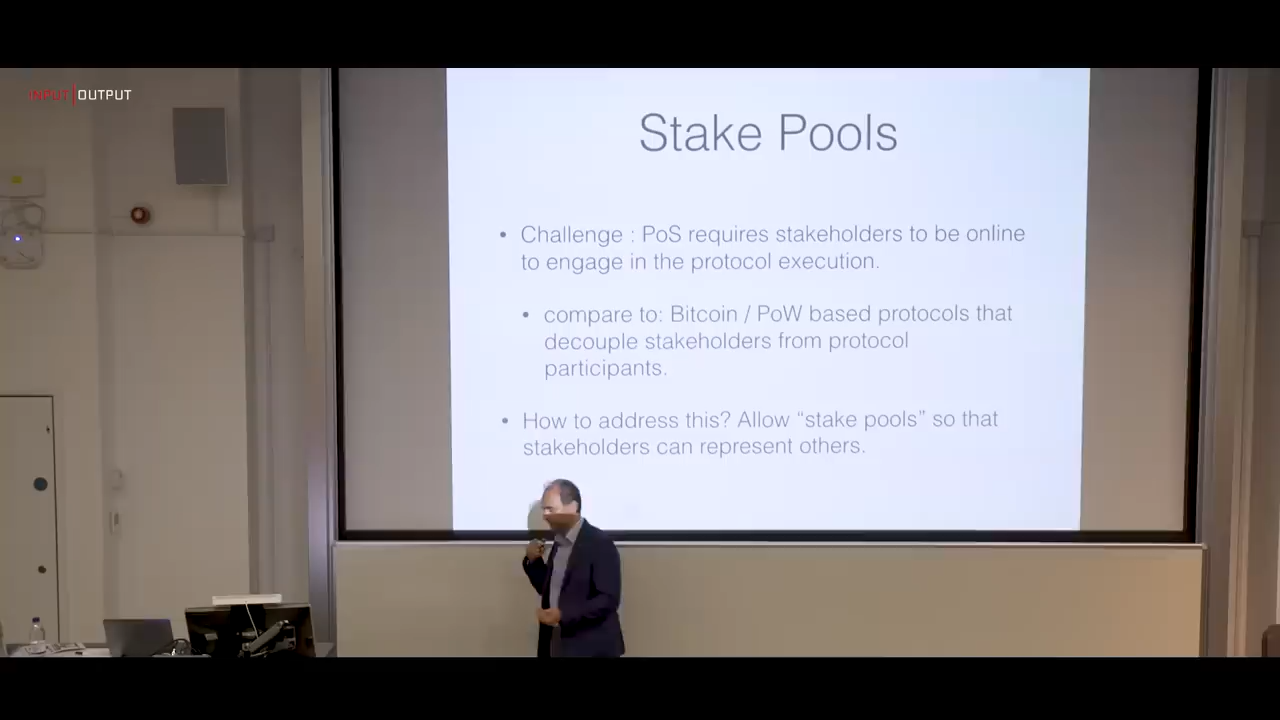 INPUT|OUTPUT
Stake Pools
• Challenge : PoS requires stakeholders to be online
to engage in the protocol execution.
• compare to: Bitcoin / PoW based protocols that
decouple stakeholders from protocol
participants.
• How to address this? Allow “stake pools” so that
stakeholders can represent others.